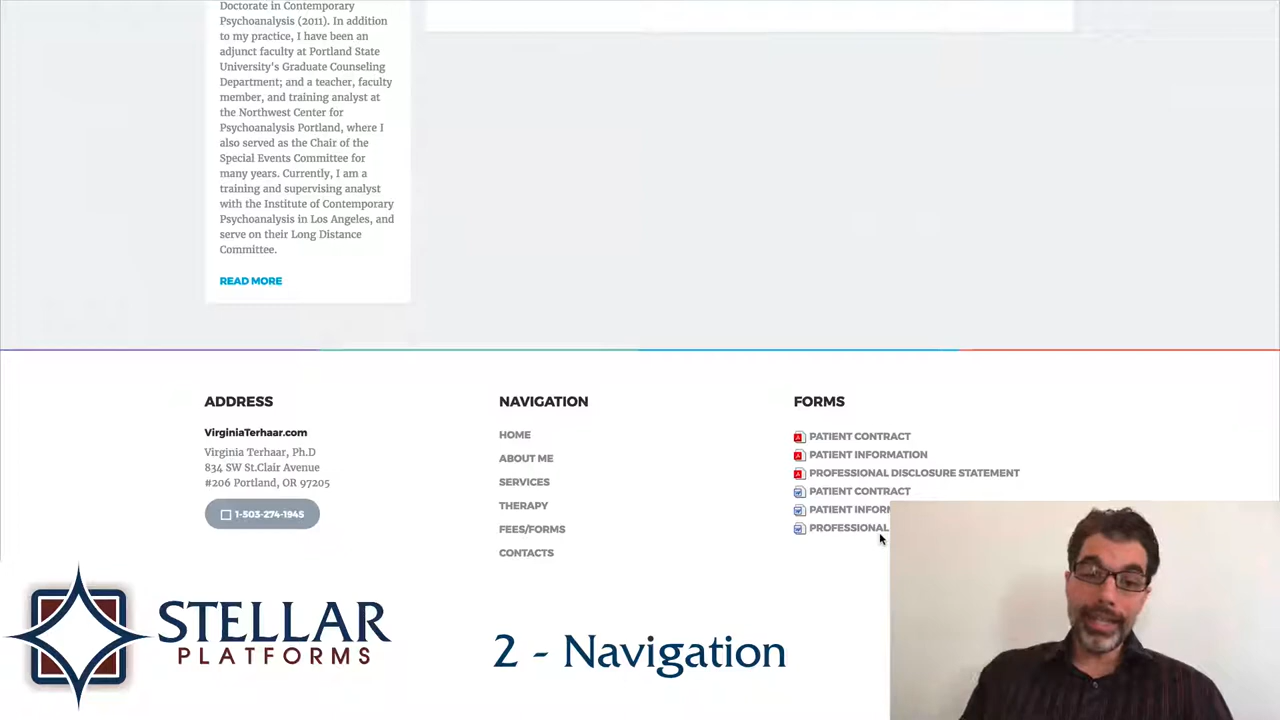 Doctorate in Contemporary
Psychoanalysis (2011). In addition
to my practice, I have been an
adjunct faculty at Portland State
University's Graduate Counseling
Department; and a teacher, faculty
member, and training analyst at
the Northwest Center for
Psychoanalysis Portland, where I
also served as the Chair of the
Special Events Committee for
many years. Currently, I am a
training and supervising analyst
with the Institute of Contemporary
Psychoanalysis in Los Angeles, and
serve on their Long Distance
Committee.
READ MORE
ADDRESS
VirginiaTerhaar.com
Virginia Terhaar, Ph.D
834 SW St.Clair Avenue
#206 Portland, OR 97205
1-503-274-1945
NAVIGATION
HOME
ABOUT ME
SERVICES
THERAPY
FEES/FORMS
CONTACTS
FORMS
PATIENT CONTRACT
PATIENT INFORMATION
PROFESSIONAL DISCLOSURE STATEMENT
PATIENT CONTRACT
PATIENT INFORM
PROFESSIONAL
STELLAR
PLATFORMS
2 - Navigation